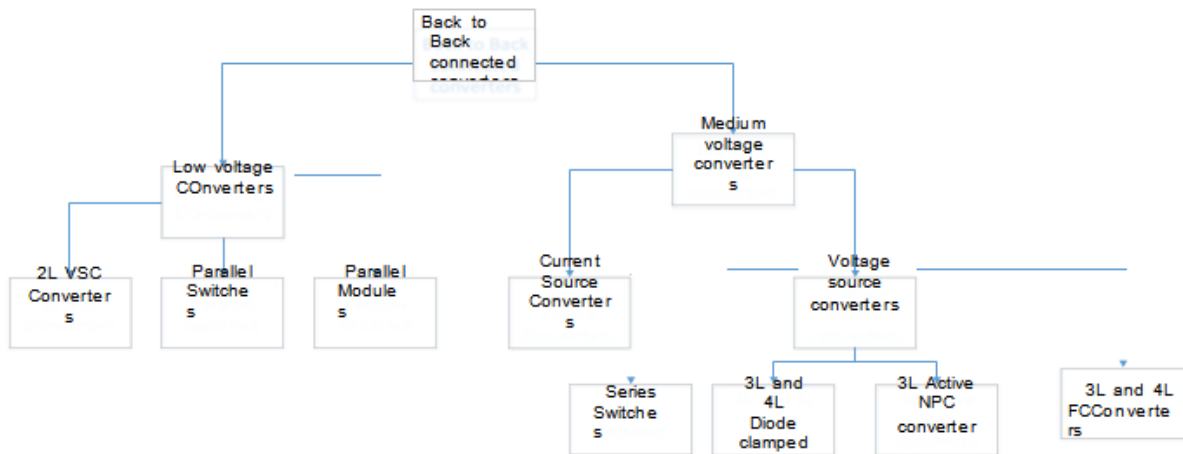 Back to
Back
connected
converters
Medium
voltage
converter
s
Low voltage
COnverters
2L VSC
Converter
s
Parallel
Switche
s
Parallel
Module
s
Current
Source
Converter
s
Voltage
source
converters
Series
Switche
s
3L and
4L
Diode
clamped
3L Active
NPC
converter
3L and 4L
FCConverte
rs